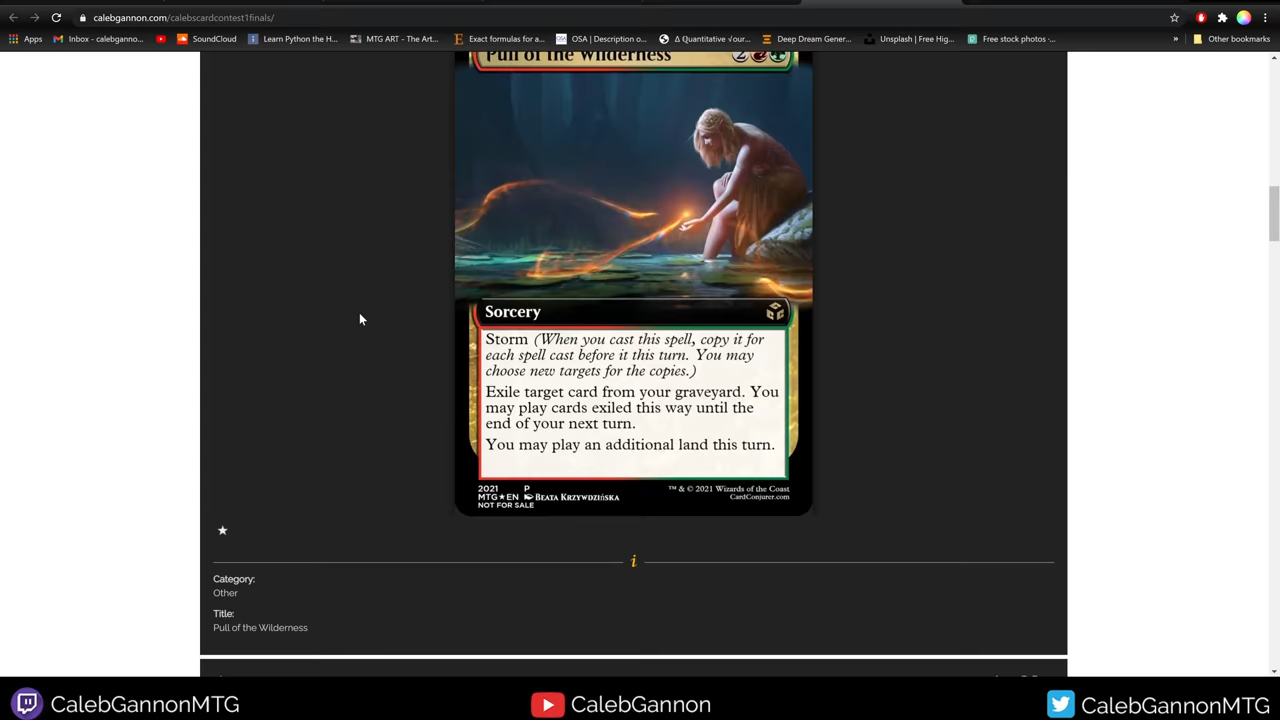 calebgannon.com/calebscardcontest1finals/
Apps
Inbox - calebganno...
SoundCloud
Learn Python the H...
MTG ART - The Art...
Exact formulas for a...
OSA | Description o...
Δ Quantitative √our...
Deep Dream Gener...
Unsplash | Free Hig...
Free stock photos -...
»
Other bookmarks
Pull of the Wilderness
2
Sorcery
Storm (When you cast this spell, copy it for
each spell cast before it this turn. You may
choose new targets for the copies.)
Exile target card from your graveyard. You
may play cards exiled this way until the
end of your next turn.
You may play an additional land this turn.
2021 P
MTG★EN BEATA KRZYWDZIŃSKA
NOT FOR SALE
™ & © 2021 Wizards of the Coast
CardConjurer.com
i
Category:
Other
Title:
Pull of the Wilderness
CalebGannonMTG
CalebGannon
CalebGannonMTG